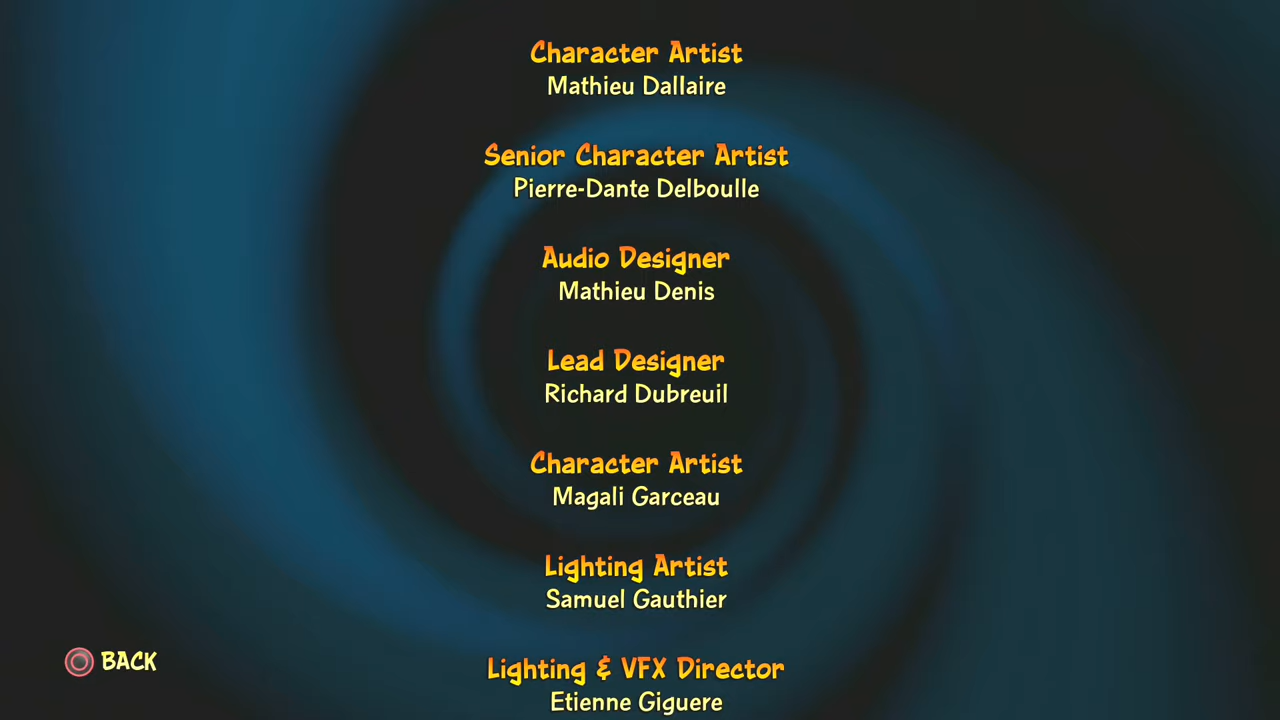 Character Artist
Mathieu Dallaire
Senior Character Artist
Pierre-Dante Delboulle
Audio Designer
Mathieu Denis
Lead Designer
Richard Dubreuil
Character Artist
Magali Garceau
Lighting Artist
Samuel Gauthier
Lighting & VFX Director
Etienne Giguere
BACK